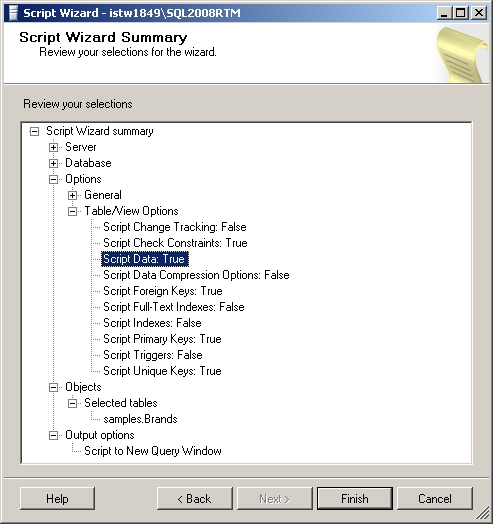 Script Wizard - istw1849\SQL2008RTM
Script Wizard Summary
Review your selections for the wizard.
Review your selections
Script Wizard summary
Server
Database
Options
General
Table/View Options
Script Change Tracking: False
Script Check Constraints: True
Script Data: True
Script Data Compression Options: False
Script Foreign Keys: True
Script Full-Text Indexes: False
Script Indexes: False
Script Primary Keys: True
Script Triggers: False
Script Unique Keys: True
Objects
Selected tables
samples.Brands
Output options
Script to New Query Window
Help < Back Next > Finish Cancel